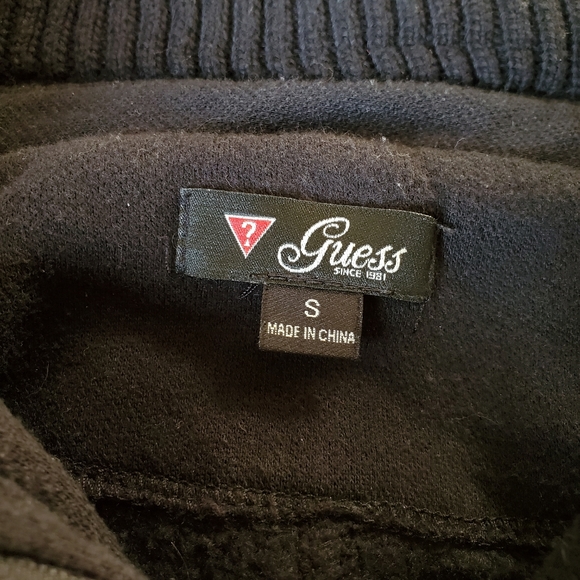 ?
Guess
SINCE 1981
S
MADE IN CHINA